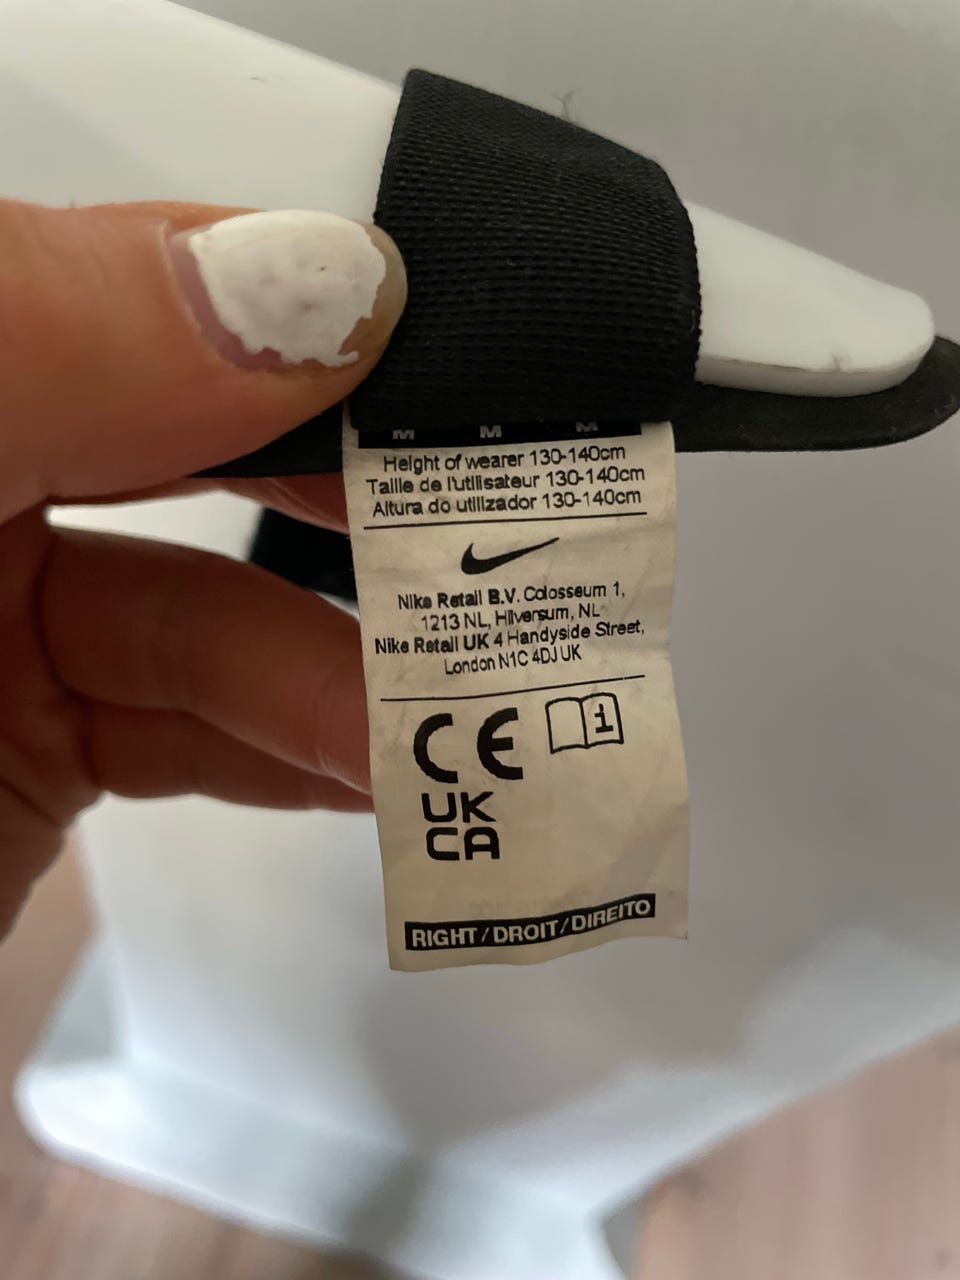 M M M
Height of wearer 130-140cm
Taille de l'utilisateur 130-140cm
Altura do utilizador 130-140cm
Nike Retail B.V. Colosseum 1,
1213 NL, Hilversum, NL
Nike Retail UK 4 Handyside Street,
London N1C 4DJ UK
CE i
UK
CA
RIGHT/DROIT/DIREITO